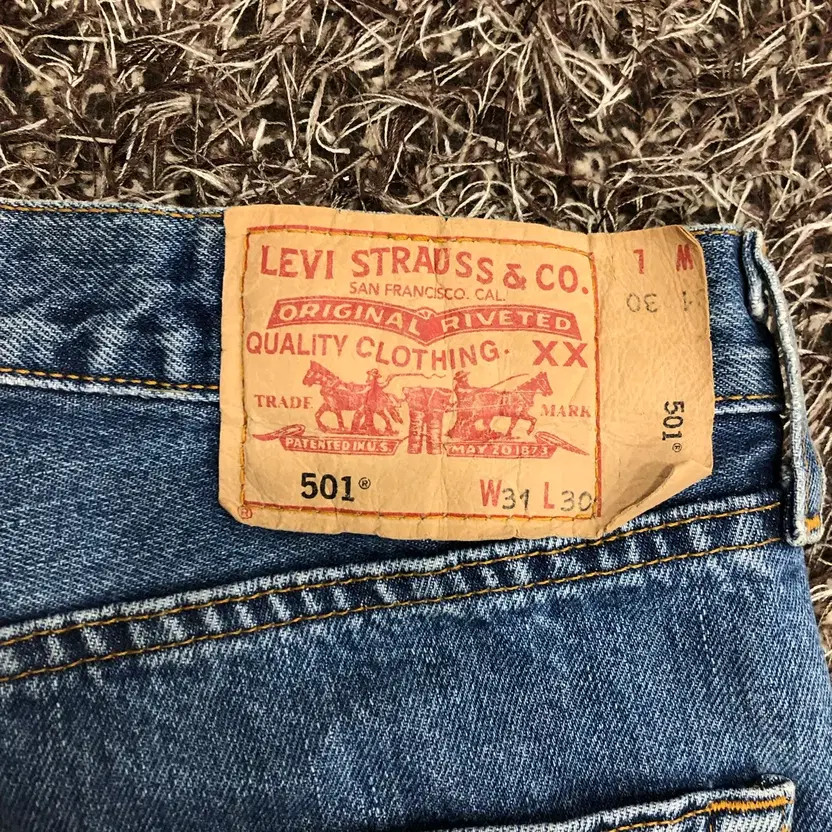 LEVI STRAUSS & CO.
SAN FRANCISCO. CAL.
ORIGINAL RIVETED
QUALITY CLOTHING. XX
TRADE MARK
PATENTED IN U.S. MAY 20 1873
501®
W31 L30
®
W L
30
501®